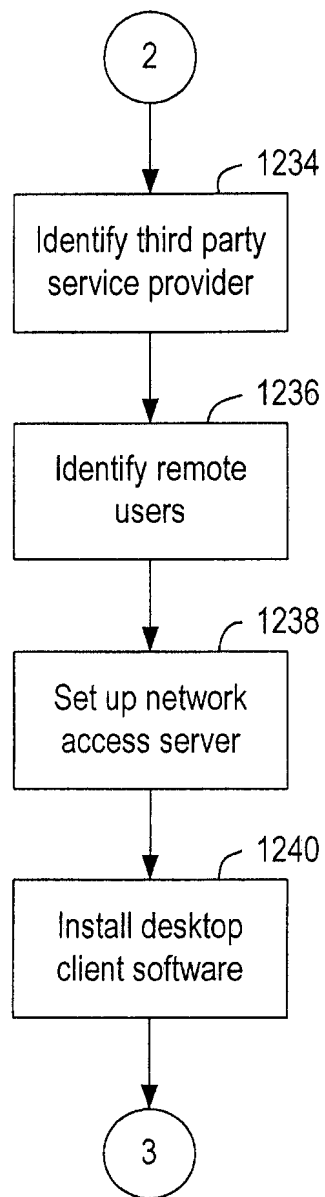 2
1234
Identify third party
service provider
1236
Identify remote
users
1238
Set up network
access server
1240
Install desktop
client software
3